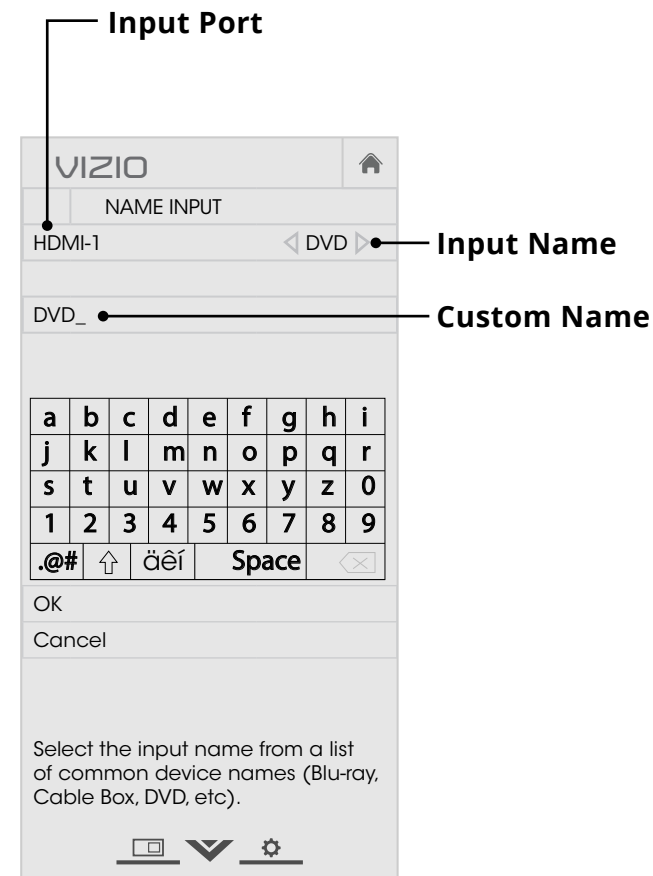 Input Port
VIZIO
NAME INPUT
HDMI-1 DVD
Input Name
DVD_
Custom Name
a b c d e f g h i
j k l m n o p q r
s t u v w x y z 0
1 2 3 4 5 6 7 8 9
.@# äêí Space
OK
Cancel
Select the input name from a list
of common device names (Blu-ray,
Cable Box, DVD, etc).